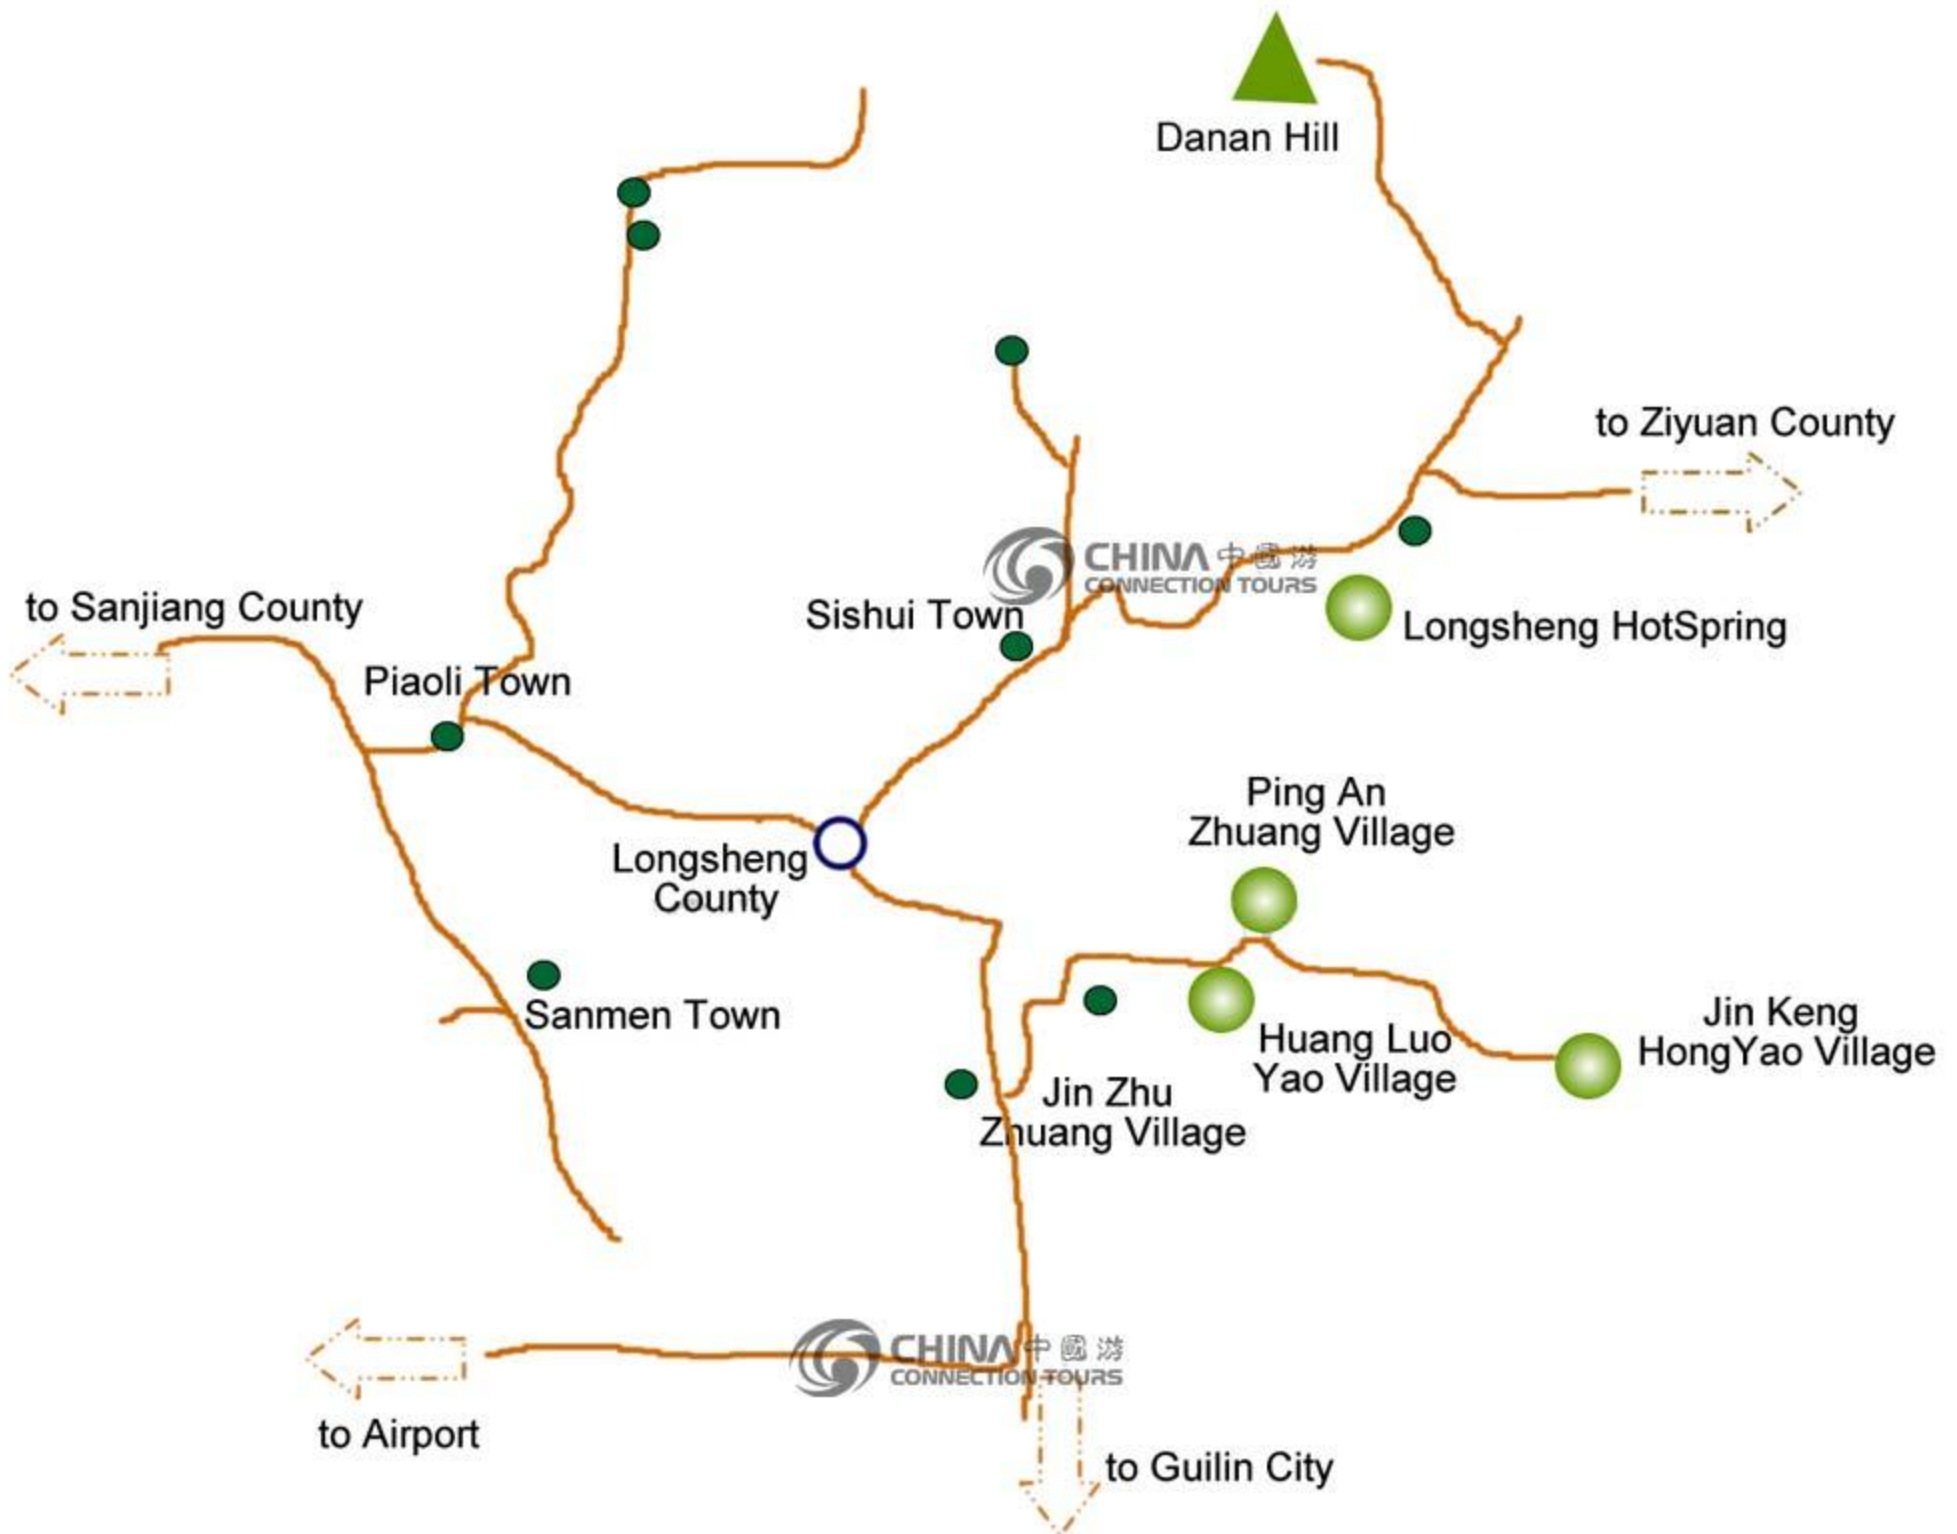 Danan Hill
to Ziyuan County
CHINA 中國游
CONNECTION TOURS
to Sanjiang County
Sishui Town
Longsheng HotSpring
Piaoli Town
Ping An
Zhuang Village
Longsheng
County
Sanmen Town
Jin Keng
HongYao Village
Huang Luo
Yao Village
Jin Zhu
Zhuang Village
CHINA 中國游
CONNECTION TOURS
to Airport
to Guilin City